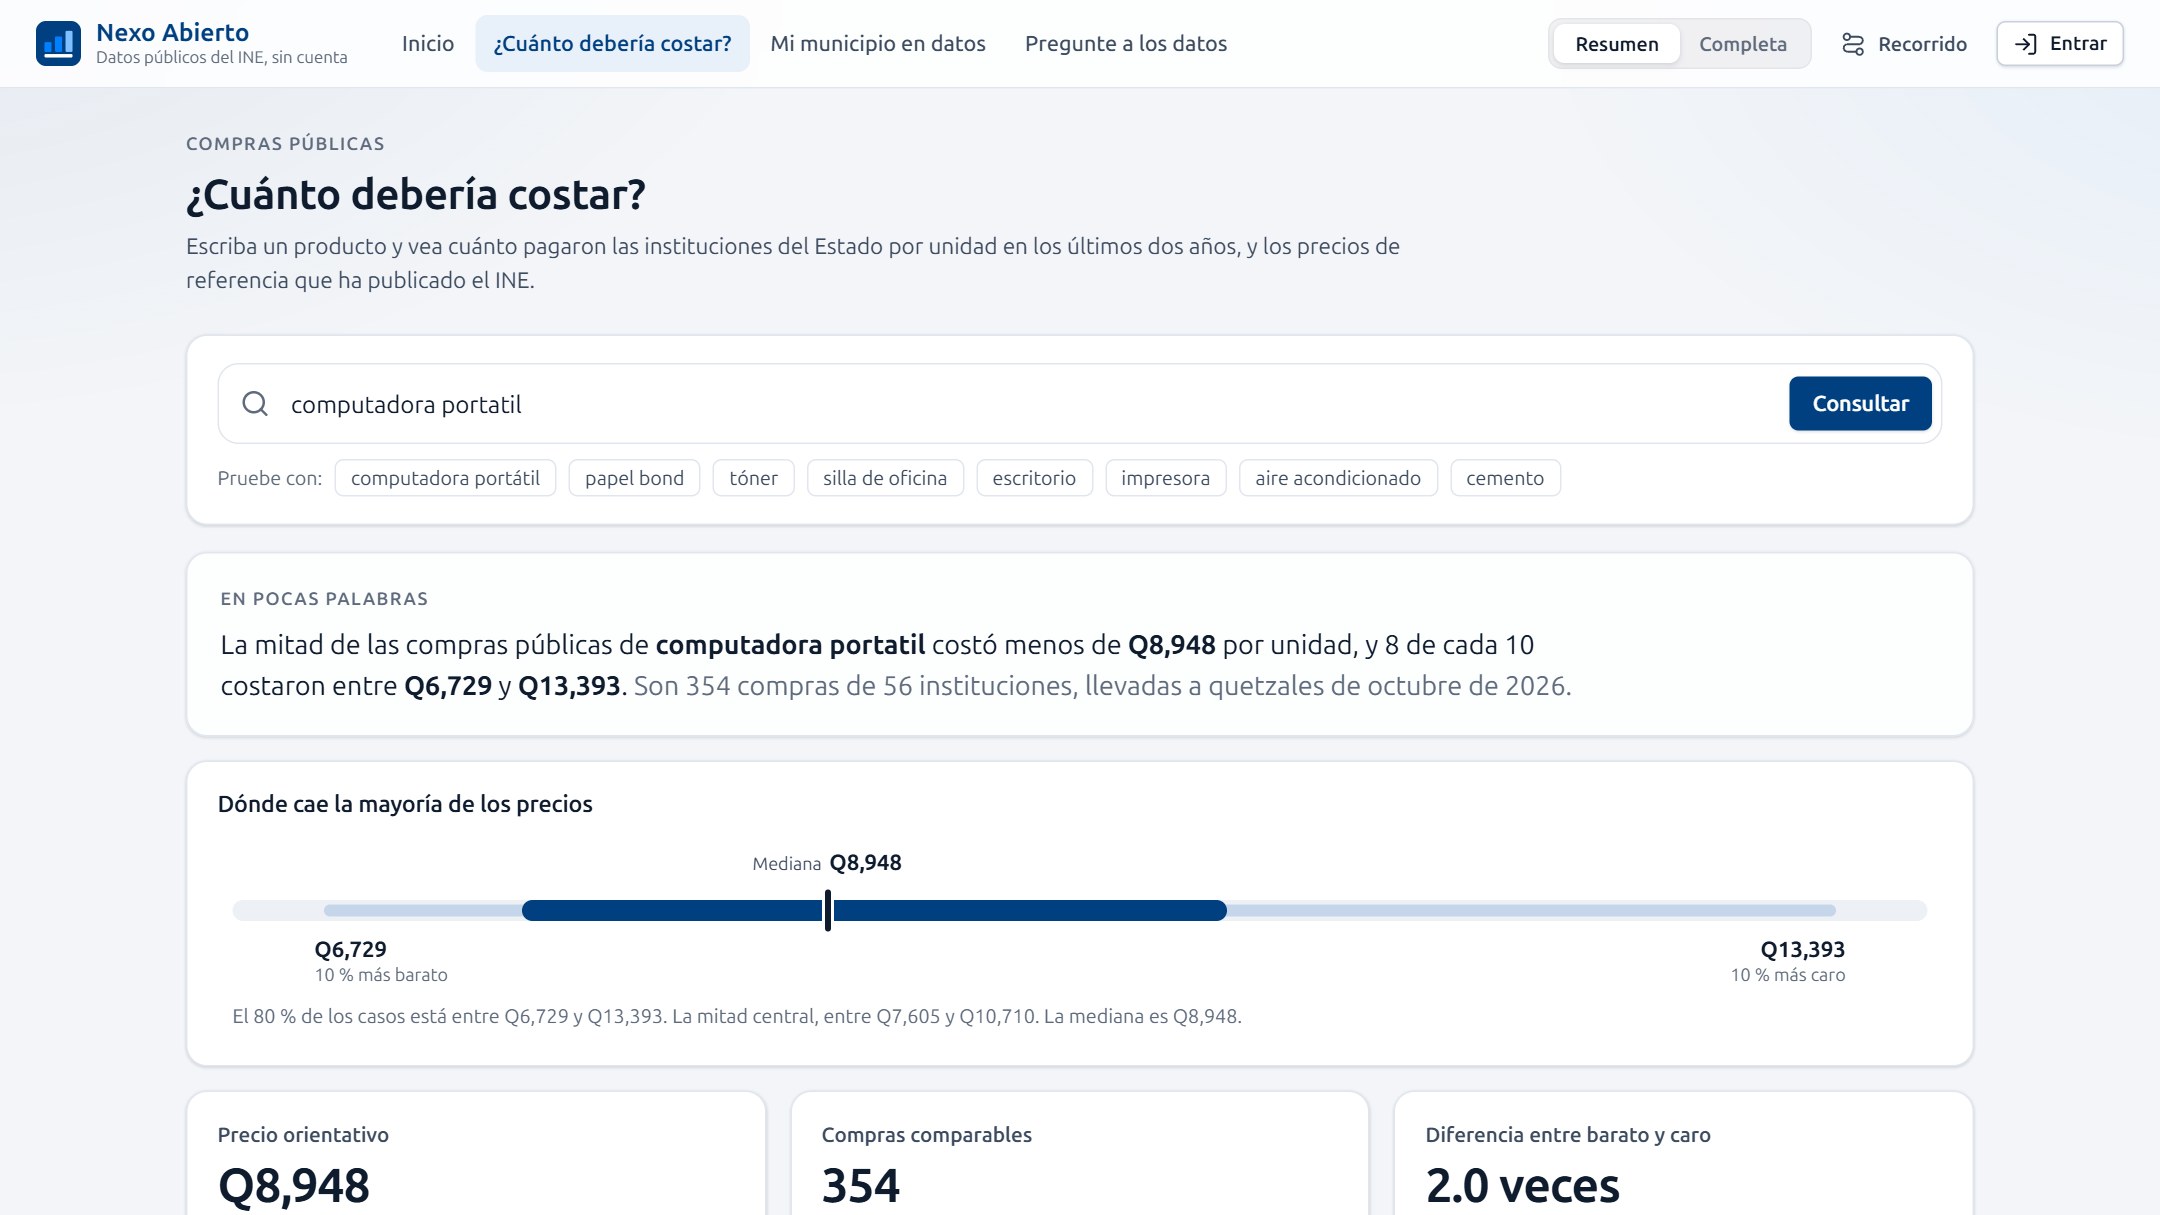 Nexo Abierto
Datos públicos del INE, sin cuenta
Inicio
¿Cuánto debería costar?
Mi municipio en datos
Pregunte a los datos
Resumen
Completa
Recorrido
Entrar
COMPRAS PÚBLICAS
¿Cuánto debería costar?
Escriba un producto y vea cuánto pagaron las instituciones del Estado por unidad en los últimos dos años, y los precios de
referencia que ha publicado el INE.
computadora portatil
Consultar
Pruebe con:
computadora portátil
papel bond
tóner
silla de oficina
escritorio
impresora
aire acondicionado
cemento
EN POCAS PALABRAS
La mitad de las compras públicas de computadora portatil costó menos de Q8,948 por unidad, y 8 de cada 10
costaron entre Q6,729 y Q13,393. Son 354 compras de 56 instituciones, llevadas a quetzales de octubre de 2026.
Dónde cae la mayoría de los precios
Mediana Q8,948
Q6,729
10 % más barato
Q13,393
10 % más caro
El 80 % de los casos está entre Q6,729 y Q13,393. La mitad central, entre Q7,605 y Q10,710. La mediana es Q8,948.
Precio orientativo
Q8,948
Compras comparables
354
Diferencia entre barato y caro
2.0 veces